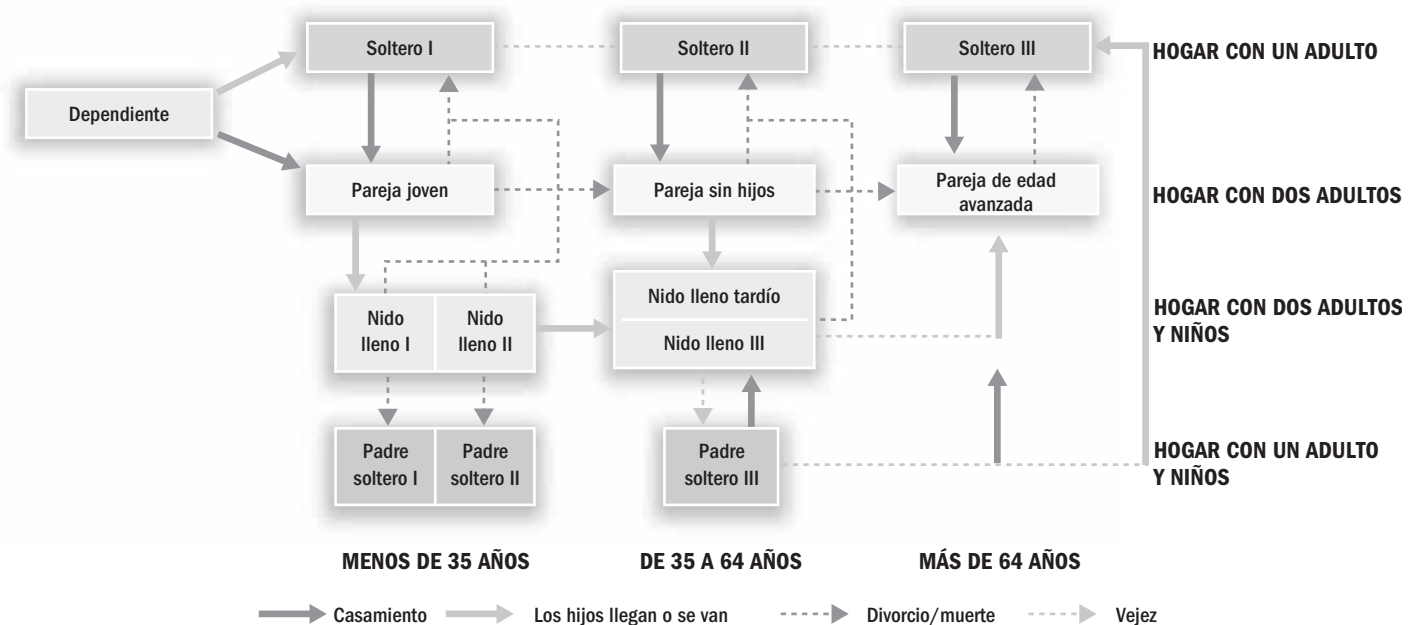 Soltero I
Soltero II
Soltero III
HOGAR CON UN ADULTO
Dependiente
Pareja joven
Pareja sin hijos
Pareja de edad
avanzada
HOGAR CON DOS ADULTOS
Nido
lleno I
Nido
lleno II
Nido lleno tardío
Nido lleno III
HOGAR CON DOS ADULTOS
Y NIÑOS
Padre
soltero I
Padre
soltero II
Padre
soltero III
HOGAR CON UN ADULTO
Y NIÑOS
MENOS DE 35 AÑOS
DE 35 A 64 AÑOS
MÁS DE 64 AÑOS
Casamiento
Los hijos llegan o se van
Divorcio/muerte
Vejez